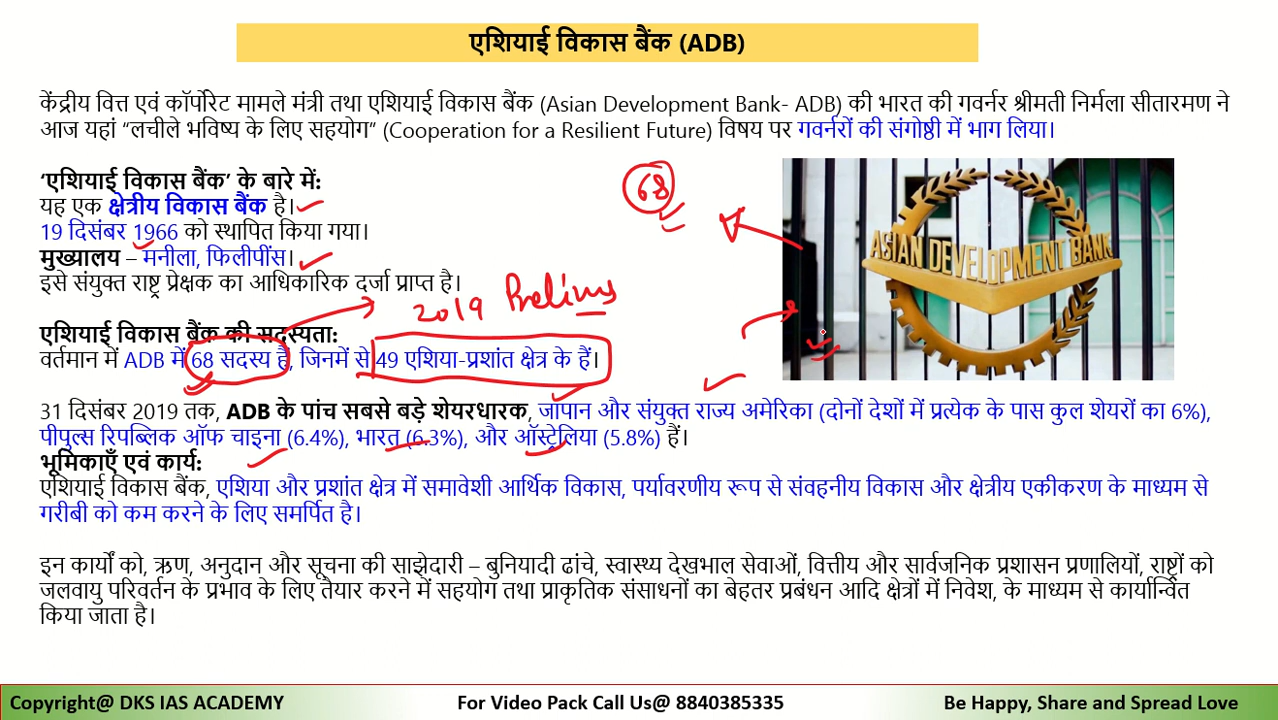 एशियाई विकास बैंक (ADB)
केंद्रीय वित्त एवं कॉर्पोरेट मामले मंत्री तथा एशियाई विकास बैंक (Asian Development Bank- ADB) की भारत की गवर्नर श्रीमती निर्मला सीतारमण ने
आज यहां “लचीले भविष्य के लिए सहयोग” (Cooperation for a Resilient Future) विषय पर गवर्नरों की संगोष्ठी में भाग लिया।
‘एशियाई विकास बैंक’ के बारे में:
यह एक क्षेत्रीय विकास बैंक है।
68
19 दिसंबर 1966 को स्थापित किया गया।
ASIAN DEVELOPMENT BANK
मुख्यालय – मनीला, फिलीपींस।
इसे संयुक्त राष्ट्र प्रेक्षक का आधिकारिक दर्जा प्राप्त है।
2019 Prelims
एशियाई विकास बैंक की सदस्यता:
वर्तमान में ADB में 68 सदस्य हैं, जिनमें से 49 एशिया-प्रशांत क्षेत्र के हैं।
31 दिसंबर 2019 तक, ADB के पांच सबसे बड़े शेयरधारक, जापान और संयुक्त राज्य अमेरिका (दोनों देशों में प्रत्येक के पास कुल शेयरों का 6%),
पीपुल्स रिपब्लिक ऑफ चाइना (6.4%), भारत (6.3%), और ऑस्ट्रेलिया (5.8%) हैं।
भूमिकाएँ एवं कार्य:
एशियाई विकास बैंक, एशिया और प्रशांत क्षेत्र में समावेशी आर्थिक विकास, पर्यावरणीय रूप से संवहनीय विकास और क्षेत्रीय एकीकरण के माध्यम से
गरीबी को कम करने के लिए समर्पित है।
इन कार्यों को, ऋण, अनुदान और सूचना की साझेदारी – बुनियादी ढांचे, स्वास्थ्य देखभाल सेवाओं, वित्तीय और सार्वजनिक प्रशासन प्रणालियों, राष्ट्रों को
जलवायु परिवर्तन के प्रभाव के लिए तैयार करने में सहयोग तथा प्राकृतिक संसाधनों का बेहतर प्रबंधन आदि क्षेत्रों में निवेश, के माध्यम से कार्यान्वित
किया जाता है।
Copyright@ DKS IAS ACADEMY
For Video Pack Call Us@ 8840385335
Be Happy, Share and Spread Love